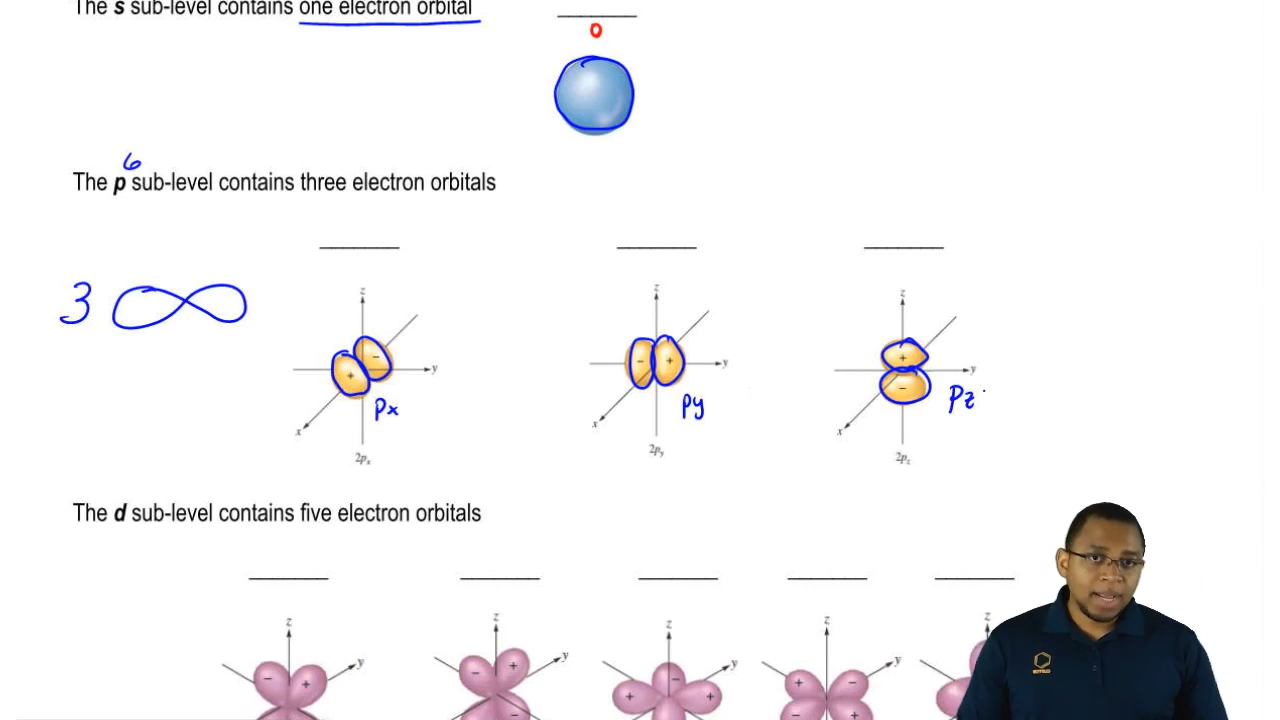 The s sub-level contains one electron orbital
0
6
The p sub-level contains three electron orbitals
3
z z z
- + y
- + y
+ - y
x Px
x Py
x Pz
2px 2py 2pz
The d sub-level contains five electron orbitals
z z z z z
- + y
- + y -
- + + y
+ - y - +